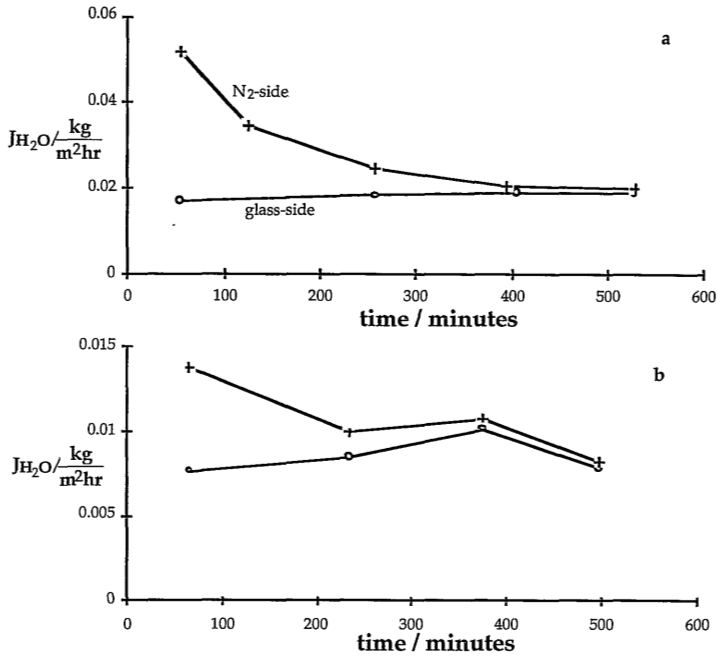 0.06
a
N2-side
0.04
JH2O/ kg
m2hr
0.02
glass-side
0
0 100 200 300 400 500 600
time / minutes
0.015
b
0.01
JH2O/ kg
m2hr
0.005
0
0 100 200 300 400 500 600
time / minutes